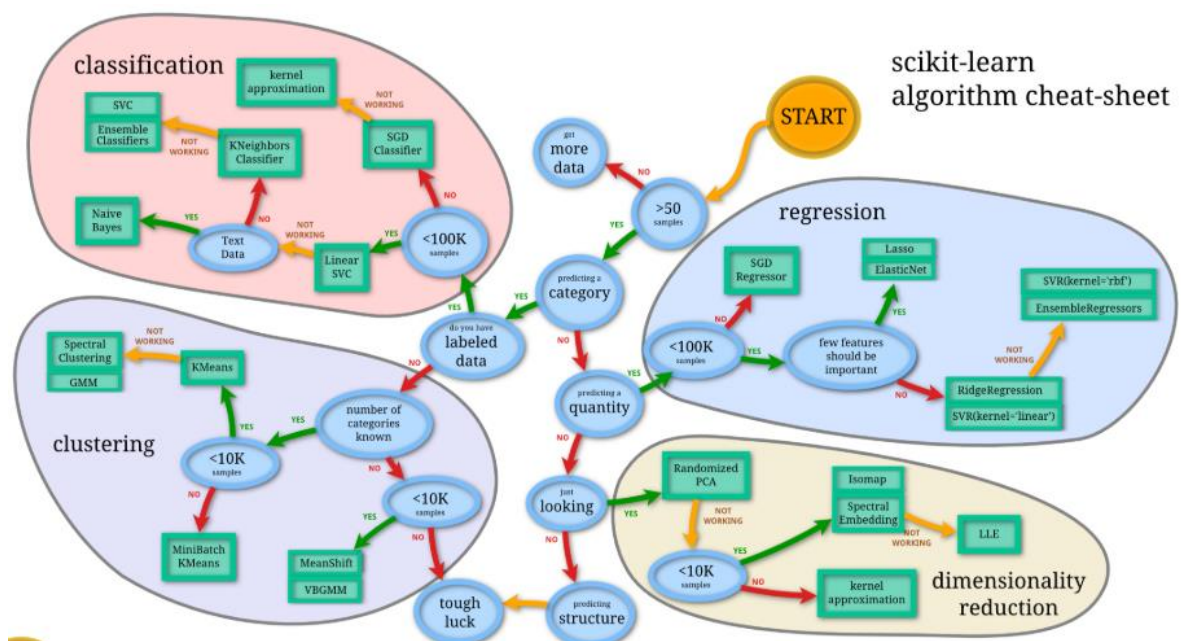 scikit-learn
algorithm cheat-sheet
START
>50
samples
NO
get
more
data
YES
predicting a
category
YES
do you have
labeled
data
YES
classification
<100K
samples
YES
Linear
SVC
NOT
WORKING
Text
Data
YES
Naive
Bayes
NO
KNeighbors
Classifier
NOT
WORKING
SVC
Ensemble
Classifiers
NO
SGD
Classifier
NOT
WORKING
kernel
approximation
NO
clustering
number of
categories
known
YES
<10K
samples
YES
KMeans
NOT
WORKING
Spectral
Clustering
GMM
NO
MiniBatch
KMeans
NO
<10K
samples
YES
MeanShift
VBGMM
NO
tough
luck
NO
predicting a
quantity
YES
regression
<100K
samples
NO
SGD
Regressor
YES
few features
should be
important
YES
Lasso
ElasticNet
NO
RidgeRegression
SVR(kernel='linear')
NOT
WORKING
SVR(kernel='rbf')
EnsembleRegressors
NO
just
looking
YES
dimensionality
reduction
Randomized
PCA
NOT
WORKING
<10K
samples
YES
Isomap
Spectral
Embedding
NOT
WORKING
LLE
NO
kernel
approximation
NO
predicting
structure